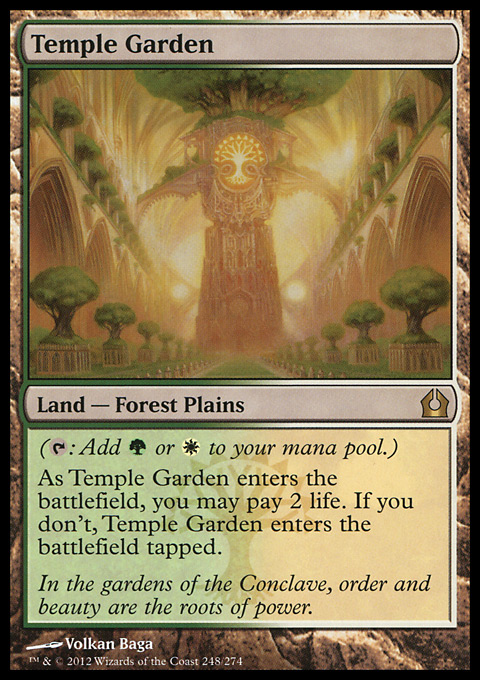 Temple Garden
Land — Forest Plains
(: Add or to your mana pool.)
As Temple Garden enters the
battlefield, you may pay 2 life. If you
don't, Temple Garden enters the
battlefield tapped.
In the gardens of the Conclave, order and
beauty are the roots of power.
Volkan Baga
™ & © 2012 Wizards of the Coast 248/274